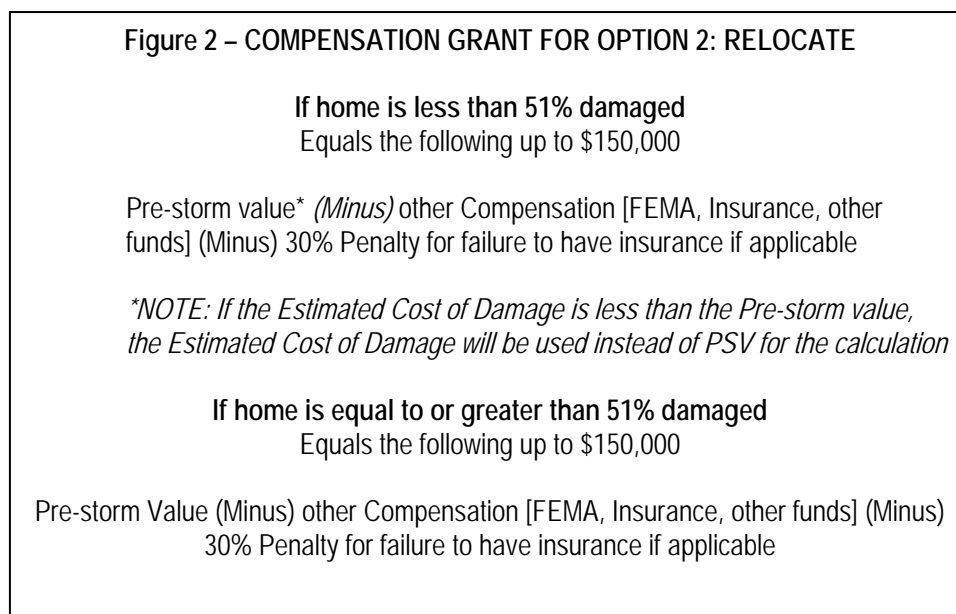 Figure 2 – COMPENSATION GRANT FOR OPTION 2: RELOCATE
If home is less than 51% damaged
Equals the following up to $150,000
Pre-storm value* (Minus) other Compensation [FEMA, Insurance, other
funds] (Minus) 30% Penalty for failure to have insurance if applicable
*NOTE: If the Estimated Cost of Damage is less than the Pre-storm value,
the Estimated Cost of Damage will be used instead of PSV for the calculation
If home is equal to or greater than 51% damaged
Equals the following up to $150,000
Pre-storm Value (Minus) other Compensation [FEMA, Insurance, other funds] (Minus)
30% Penalty for failure to have insurance if applicable